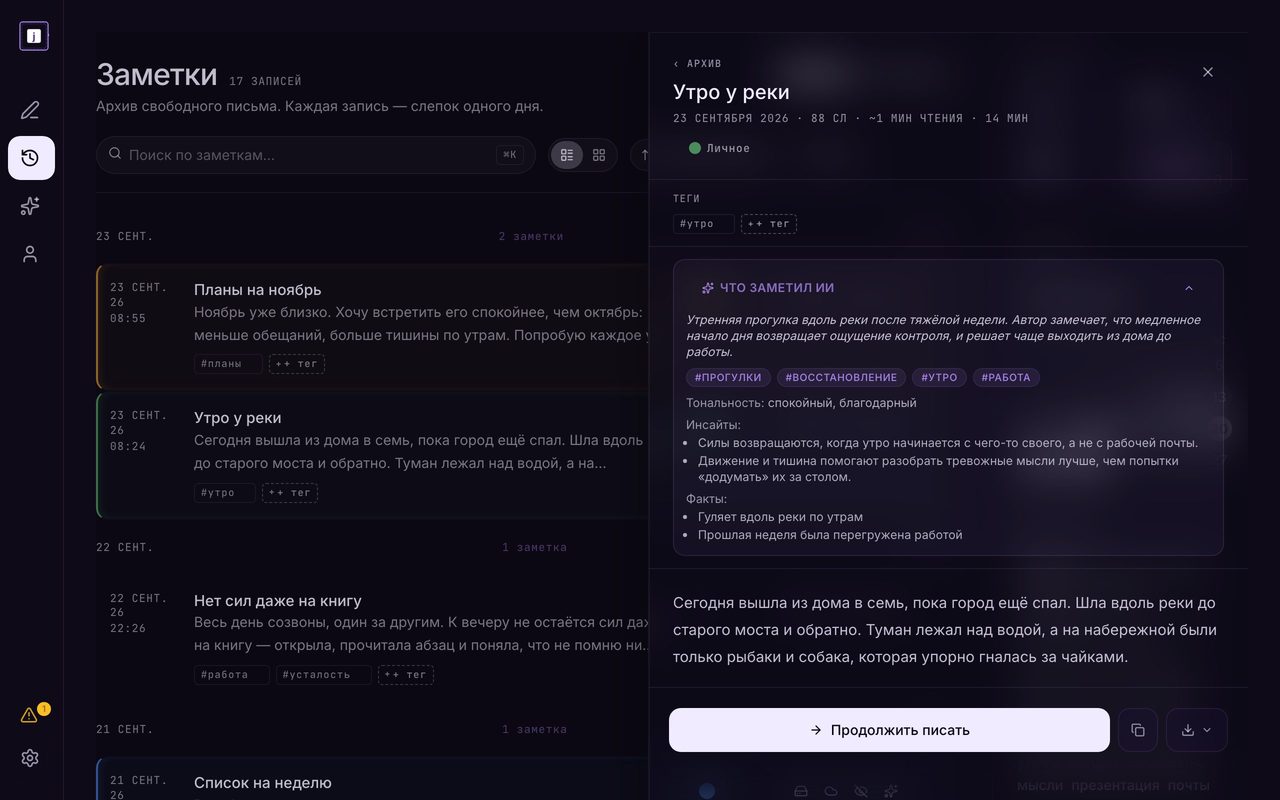 j
Заметки 17 ЗАПИСЕЙ
Архив свободного письма. Каждая запись — слепок одного дня.
Поиск по заметкам... ⌘K
23 СЕНТ. 2 заметки
23 СЕНТ.
26
08:55
Планы на ноябрь
Ноябрь уже близко. Хочу встретить его спокойнее, чем октябрь:
меньше обещаний, больше тишины по утрам. Попробую каждое
#планы ++ тег
23 СЕНТ.
26
08:24
Утро у реки
Сегодня вышла из дома в семь, пока город ещё спал. Шла вдоль
до старого моста и обратно. Туман лежал над водой, а на...
#утро ++ тег
22 СЕНТ. 1 заметка
22 СЕНТ.
26
22:26
Нет сил даже на книгу
Весь день созвоны, один за другим. К вечеру не остаётся сил
на книгу — открыла, прочитала абзац и поняла, что не помню ни..
#работа #усталость ++ тег
21 СЕНТ. 1 заметка
21 СЕНТ.
26
Список на неделю
1
‹ АРХИВ
Утро у реки
23 СЕНТЯБРЯ 2026 · 88 СЛ · ~1 МИН ЧТЕНИЯ · 14 МИН
Личное
ТЕГИ
#утро ++ тег
ЧТО ЗАМЕТИЛ ИИ
Утренняя прогулка вдоль реки после тяжёлой недели. Автор замечает, что медленное
начало дня возвращает ощущение контроля, и решает чаще выходить из дома до
работы.
#ПРОГУЛКИ #ВОССТАНОВЛЕНИЕ #УТРО #РАБОТА
Тональность: спокойный, благодарный
Инсайты:
• Силы возвращаются, когда утро начинается с чего-то своего, а не с рабочей почты.
• Движение и тишина помогают разобрать тревожные мысли лучше, чем попытки
«додумать» их за столом.
Факты:
• Гуляет вдоль реки по утрам
• Прошлая неделя была перегружена работой
Сегодня вышла из дома в семь, пока город ещё спал. Шла вдоль реки до
старого моста и обратно. Туман лежал над водой, а на набережной были
только рыбаки и собака, которая упорно гналась за чайками.
→ Продолжить писать
мысли презентация почты